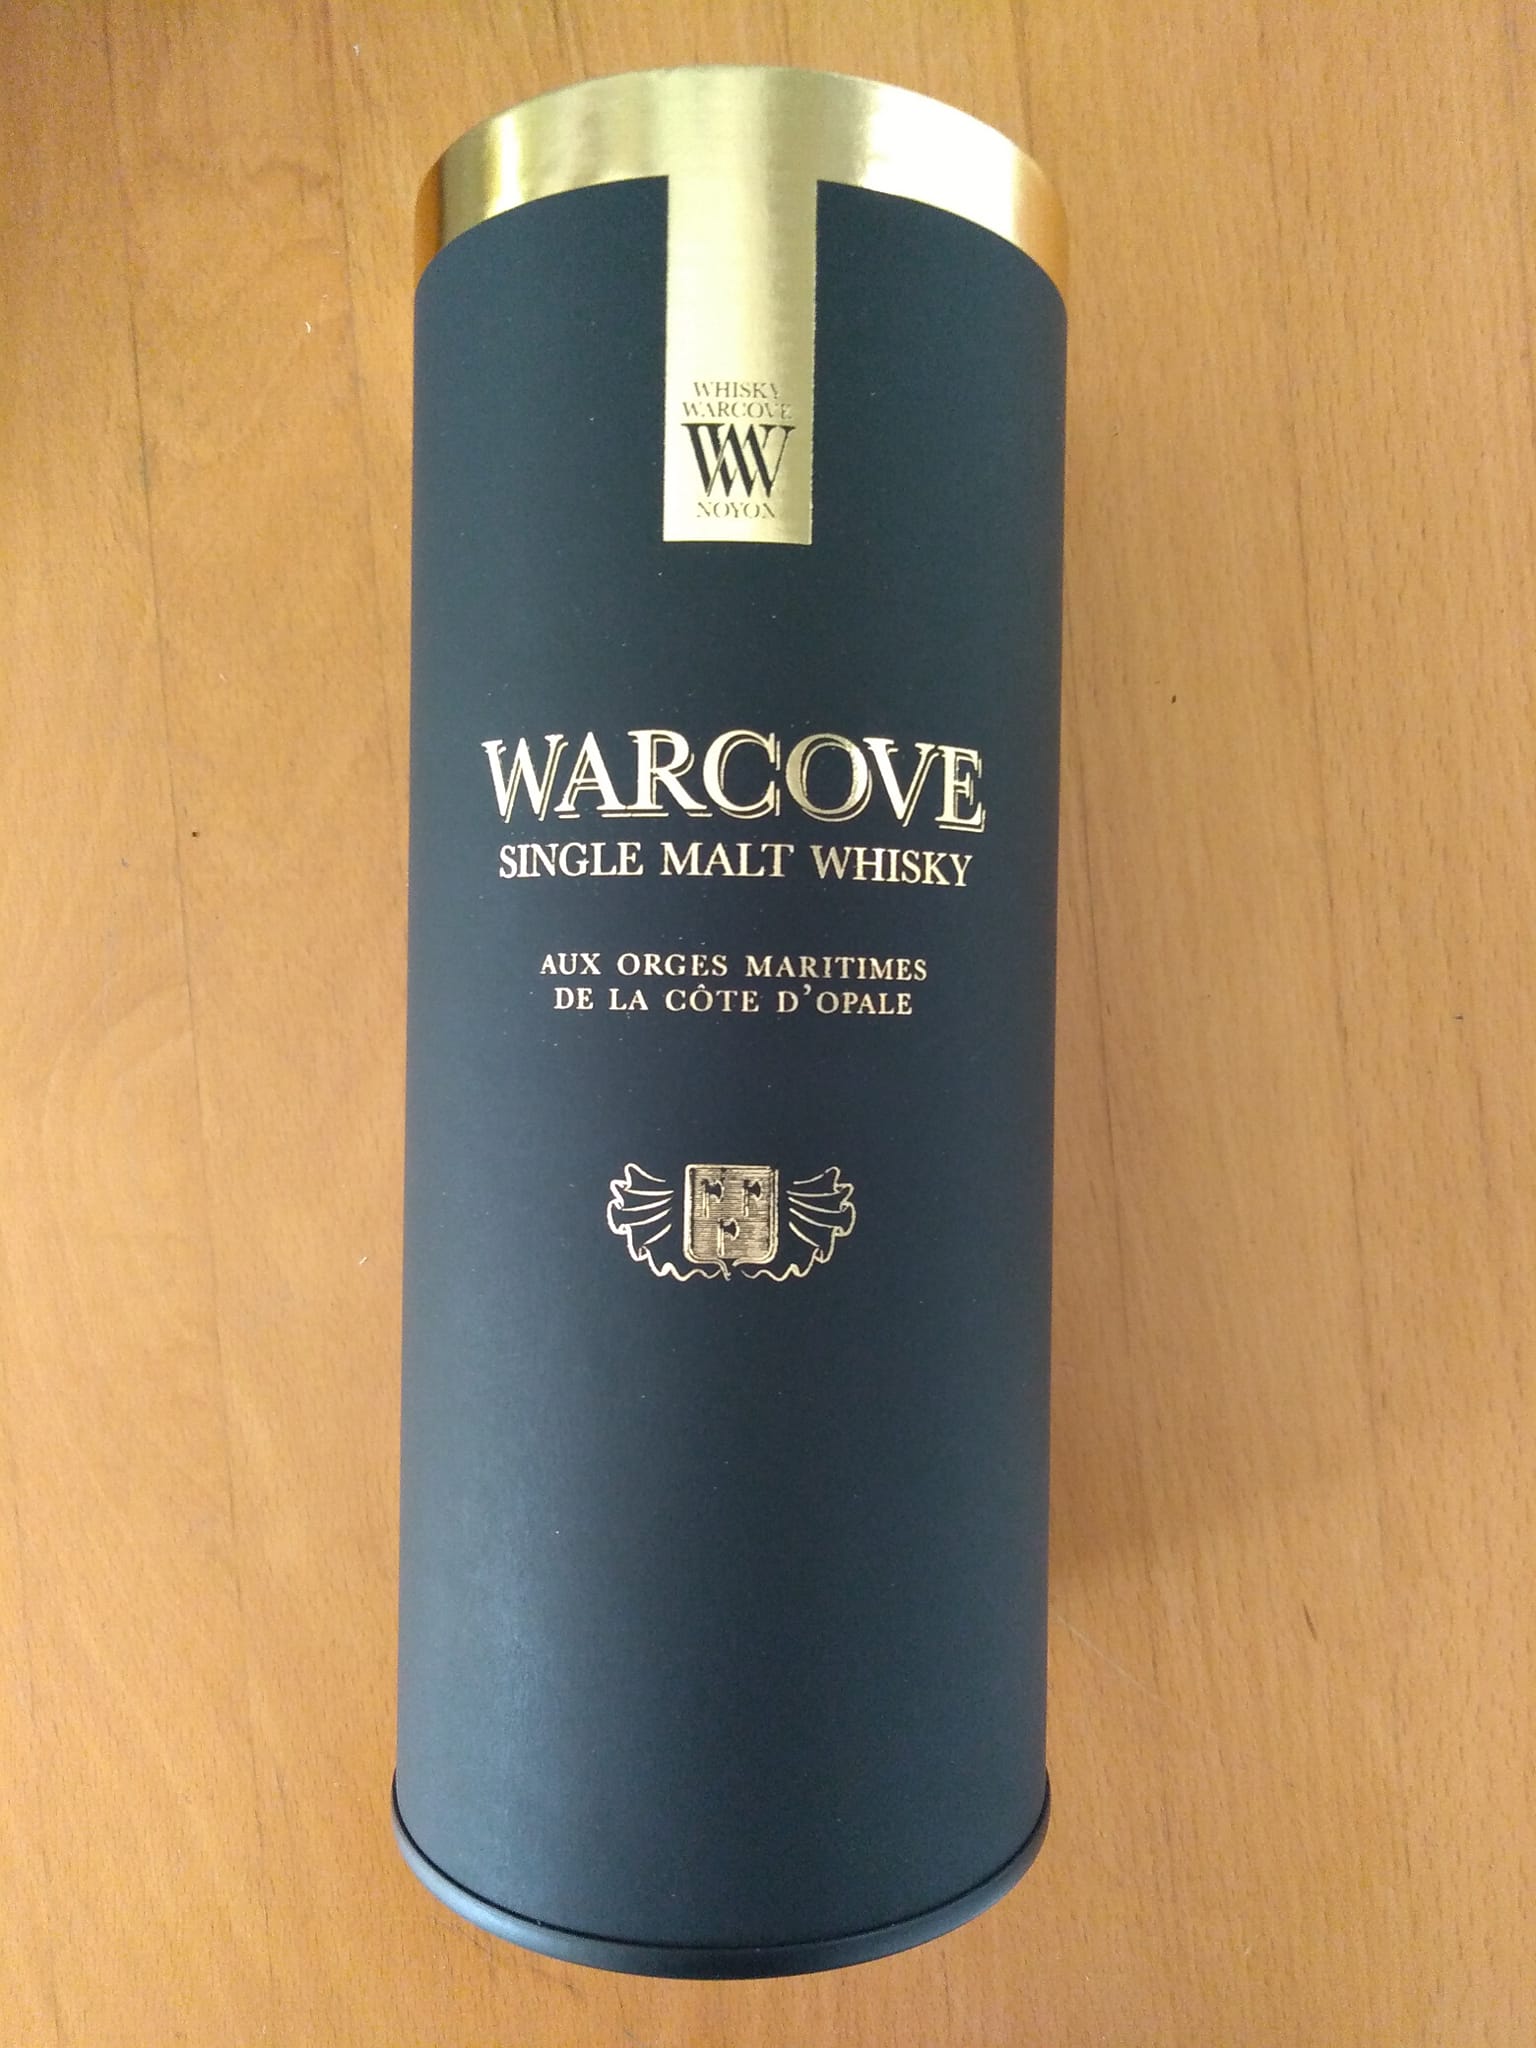 WHISKY
WARCOVE
WW
NOYON
WARCOVE
SINGLE MALT WHISKY
AUX ORGES MARITIMES
DE LA CÔTE D'OPALE